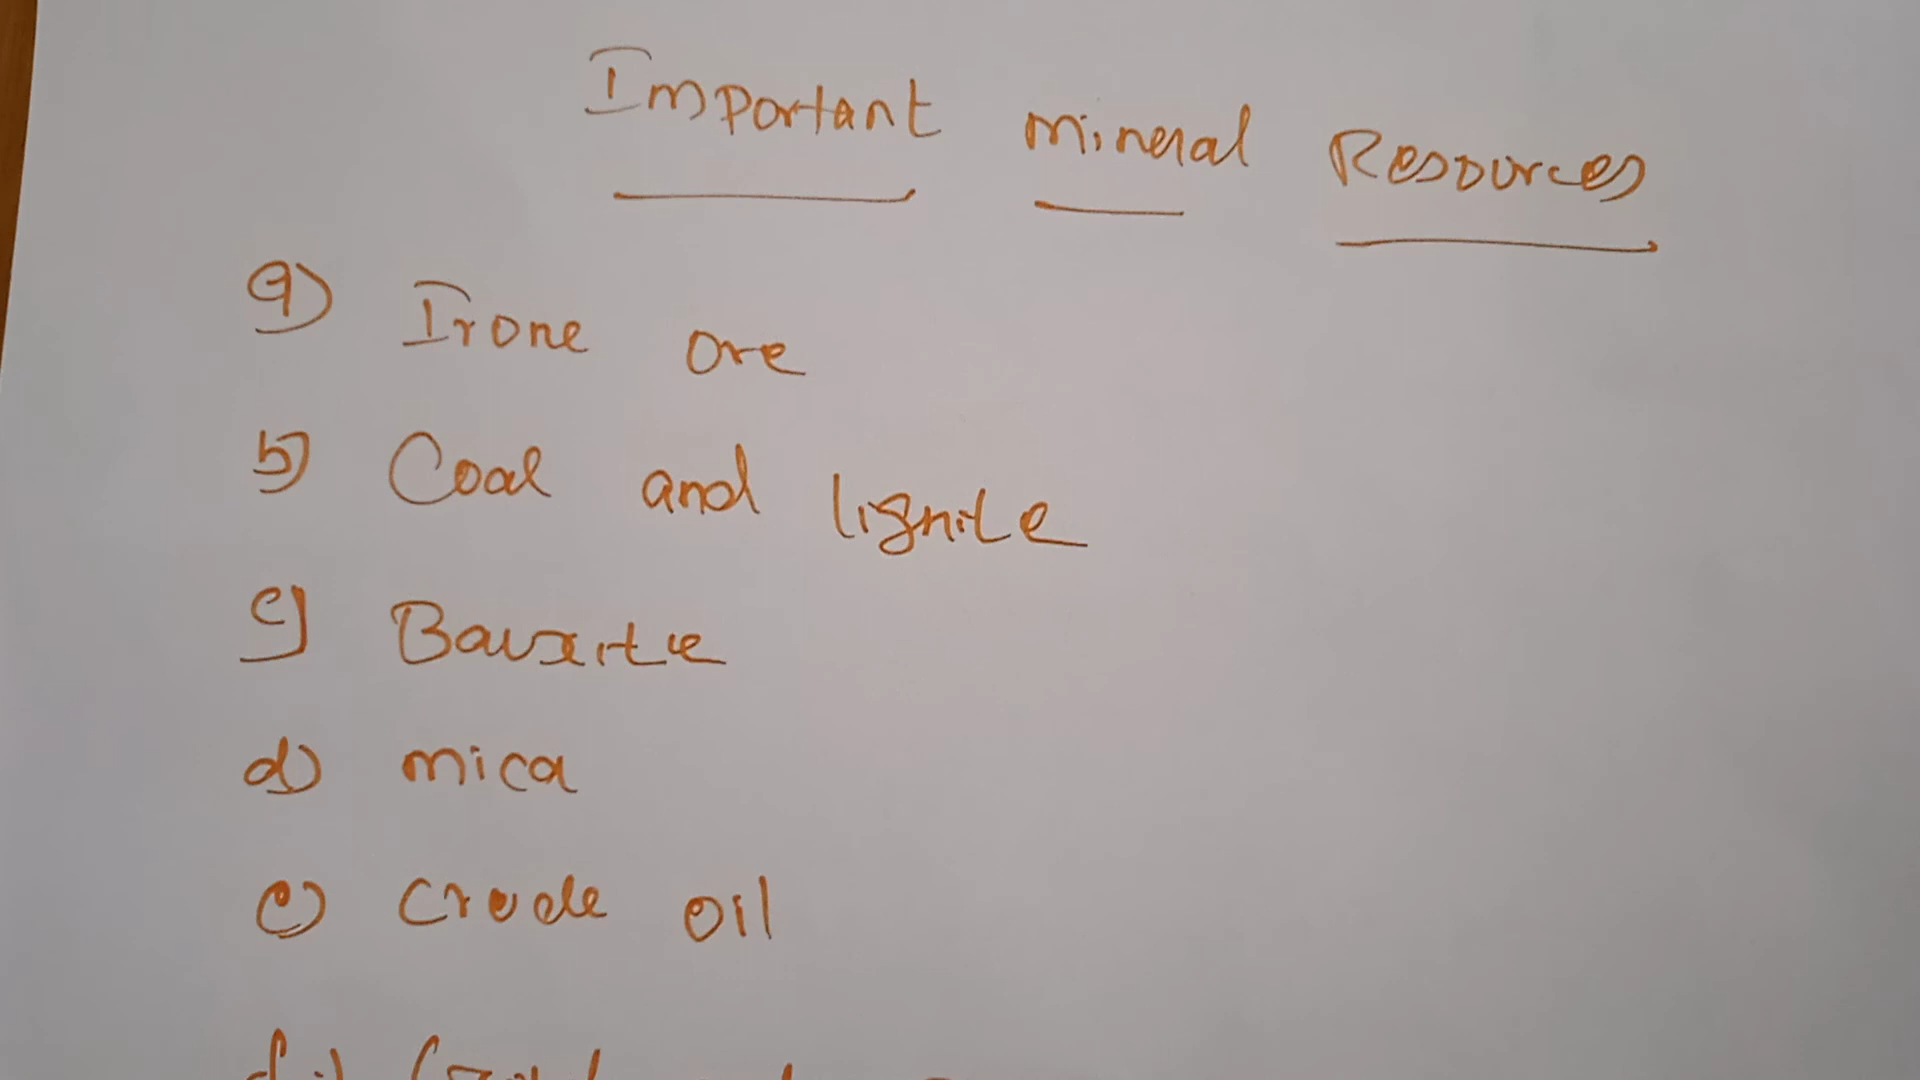 Important mineral Resources
a) Irone ore
b) Coal and lignite
c) Bauxite
d) mica
e) Crude oil